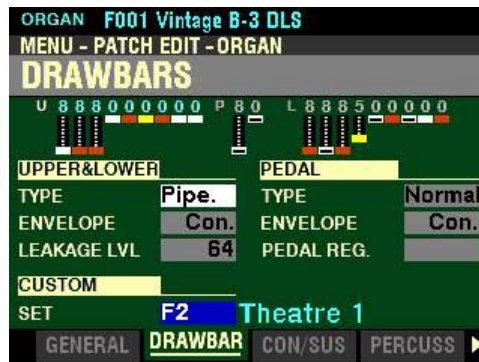 ORGAN F001 Vintage B-3 DLS
MENU - PATCH EDIT - ORGAN
DRAWBARS
U 888000000 P 80 L 888500000
UPPER&LOWER PEDAL
TYPE Pipe. TYPE Normal
ENVELOPE Con. ENVELOPE Con.
LEAKAGE LVL 64 PEDAL REG.
CUSTOM
SET F2 Theatre 1
GENERAL DRAWBAR CON/SUS PERCUSS